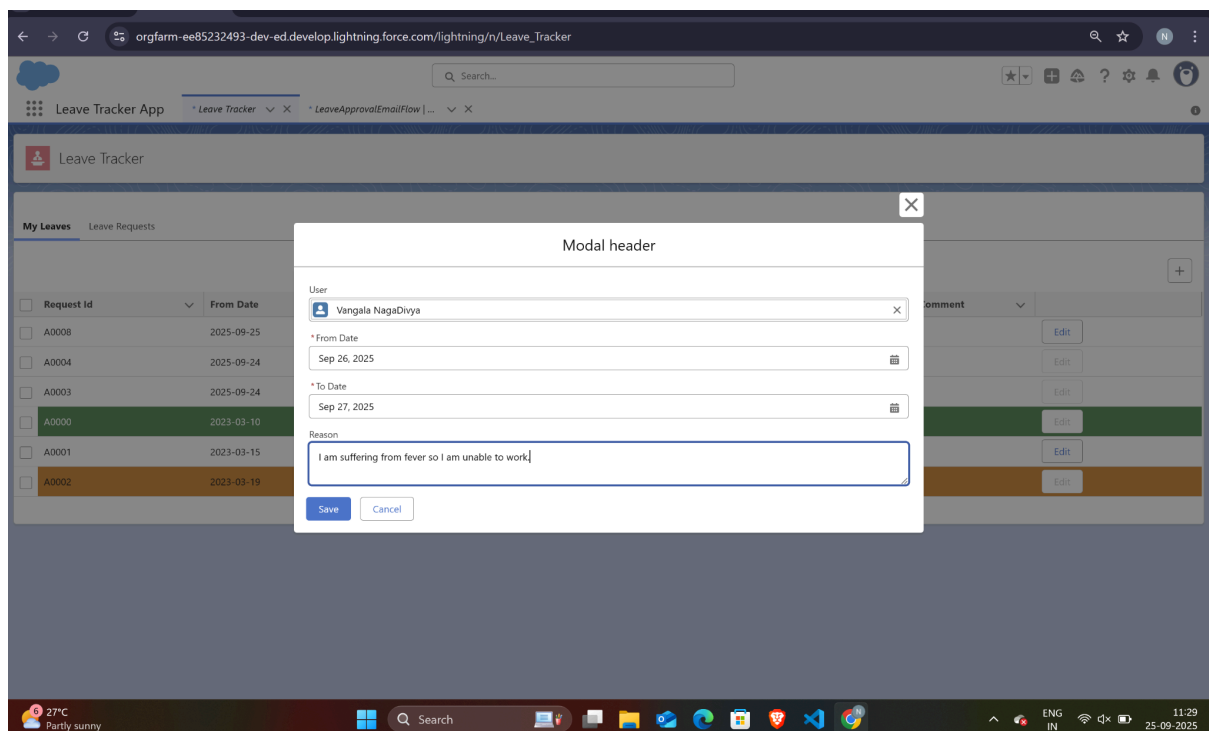 orgfarm-ee85232493-dev-ed.develop.lightning.force.com/lightning/n/Leave_Tracker
N
Search...
Leave Tracker App
* Leave Tracker
* LeaveApprovalEmailFlow | ...
Leave Tracker
My Leaves
Leave Requests
Modal header
User
Vangala NagaDivya
* From Date
Sep 26, 2025
* To Date
Sep 27, 2025
Reason
I am suffering from fever so I am unable to work.
Save
Cancel
Request Id
From Date
Comment
A0008
2025-09-25
Edit
A0004
2025-09-24
Edit
A0003
2025-09-24
Edit
A0000
2023-03-10
Edit
A0001
2023-03-15
Edit
A0002
2023-03-19
Edit
6
27°C
Partly sunny
Search
N
ENG
IN
11:29
25-09-2025